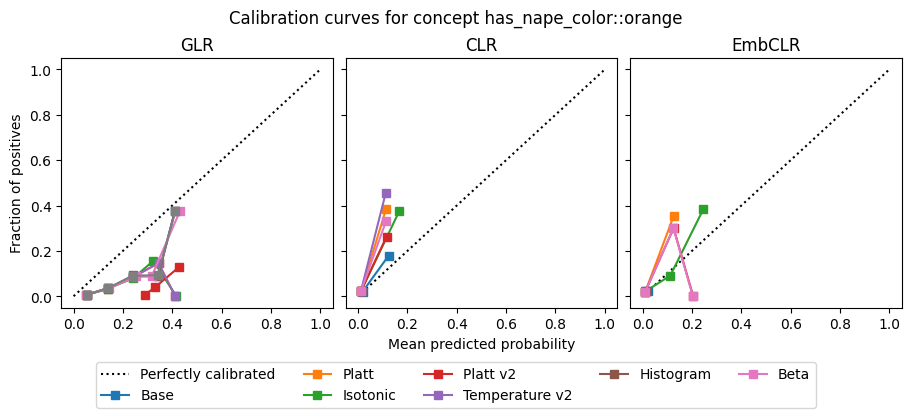 Calibration curves for concept has_nape_color::orange
GLR
CLR
EmbCLR
Fraction of positives
1.0
0.8
0.6
0.4
0.2
0.0
0.0 0.2 0.4 0.6 0.8 1.0
0.0 0.2 0.4 0.6 0.8 1.0
0.0 0.2 0.4 0.6 0.8 1.0
Mean predicted probability
Perfectly calibrated
Base
Platt
Isotonic
Platt v2
Temperature v2
Histogram
Beta